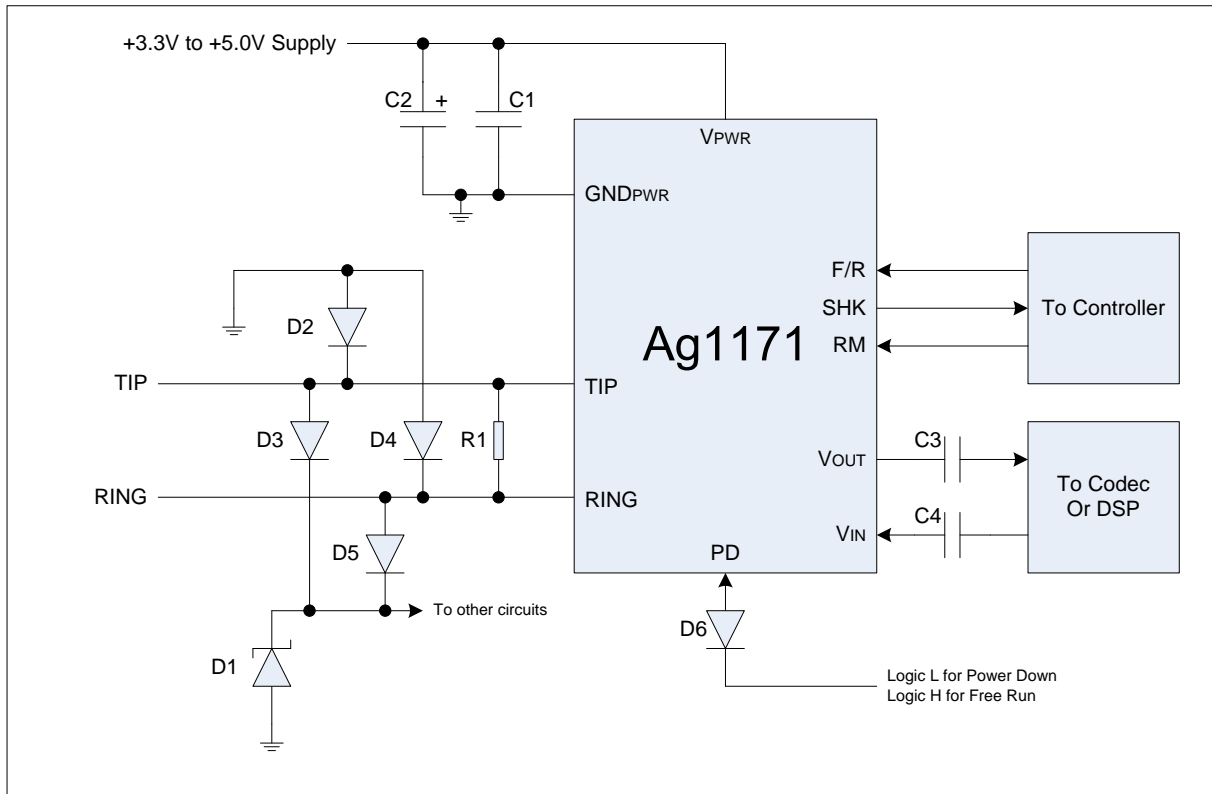 +3.3V to +5.0V Supply
C2
+
C1
VPWR
GNDPWR
F/R
SHK
RM
To Controller
D2
Ag1171
TIP
TIP
D3
D4
R1
VOUT
C3
To Codec
Or DSP
RING
RING
C4
VIN
D5
PD
To other circuits
D6
D1
Logic L for Power Down
Logic H for Free Run